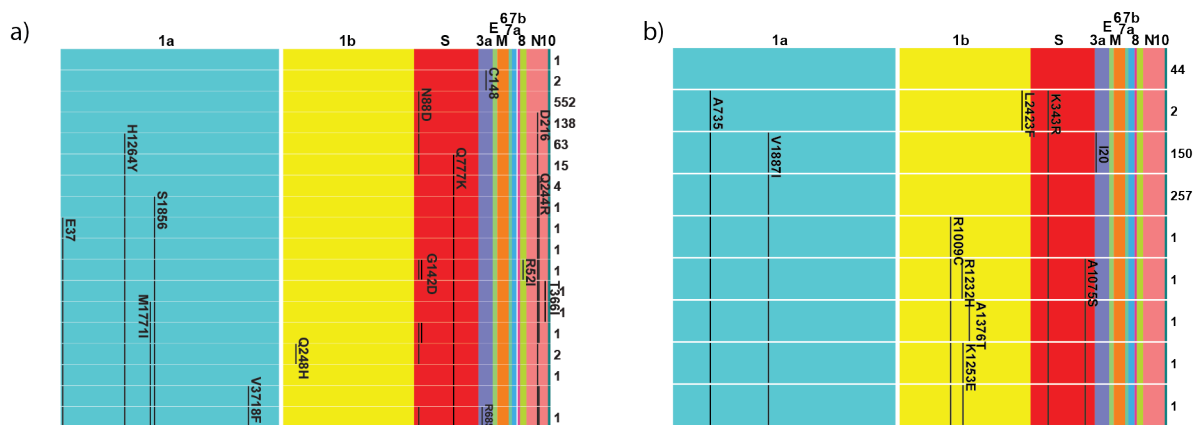 a)
67b
E 7a
1a 1b S 3a M 8 N10
1
C148
2
N88D
552
D216
138
H1264Y
63
Q777K
15
Q244R
4
S1856
1
E37
1
G142D
R52I
1
T366I
1
M1771I
1
1
Q248H
2
1
V3718F
1
b)
67b
E 7a
1a 1b S 3a M 8 N10
44
A735
L2423F
K343R
2
V1887I
I20
150
257
R1009C
1
R1232H
A1075S
1
A1376T
1
K1253E
1
1